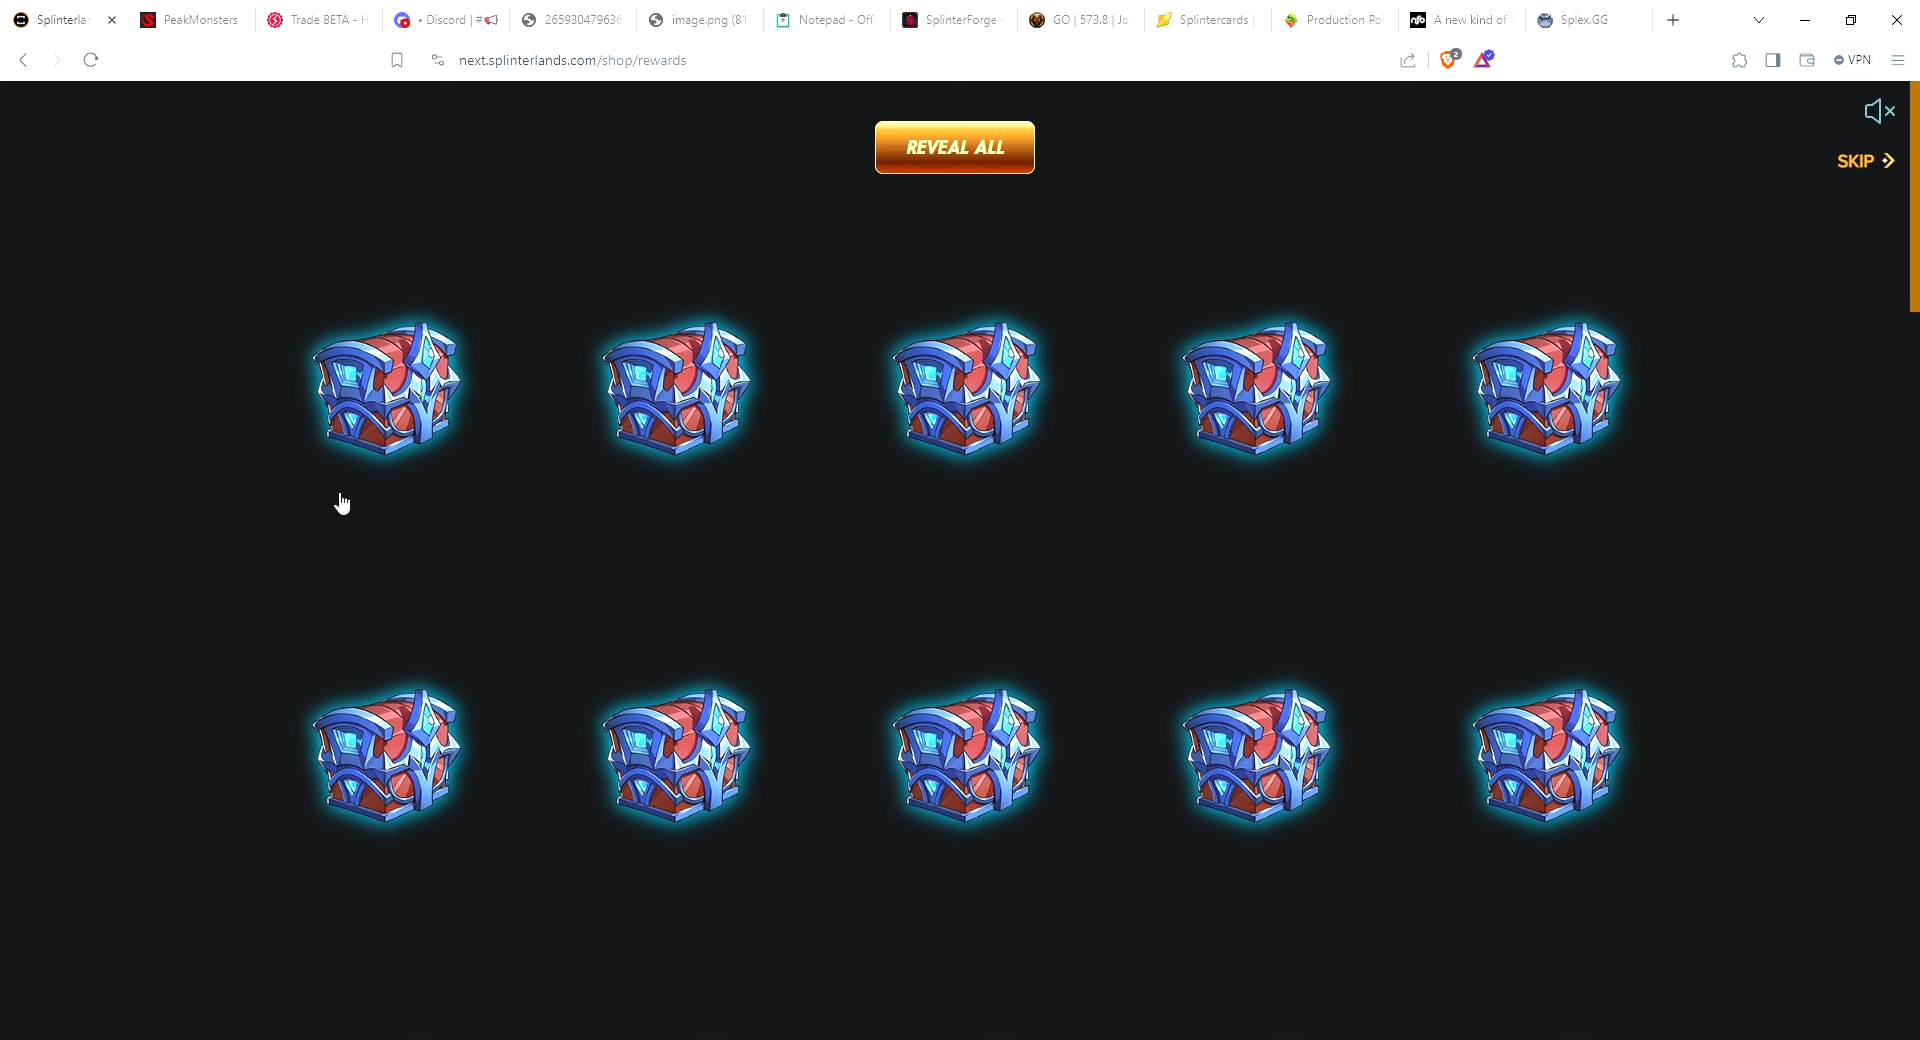 Splinterla
PeakMonsters
Trade BETA - H
• Discord | #
265930479636
image.png (81
Notepad - Off
SplinterForge
GO | 573.8 | Jo
Splintercards |
Production Po
A new kind of
Splex.GG
next.splinterlands.com/shop/rewards
2
VPN
REVEAL ALL
SKIP